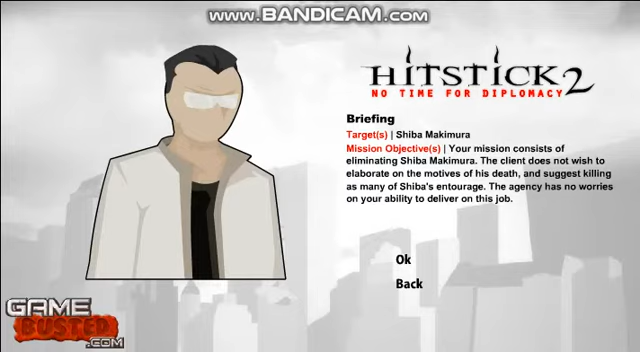 www.BANDICAM.com
HITSTICK 2
NO TIME FOR DIPLOMACY
Briefing
Target(s) | Shiba Makimura
Mission Objective(s) | Your mission consists of
eliminating Shiba Makimura. The client does not wish to
elaborate on the motives of his death, and suggest killing
as many of Shiba's entourage. The agency has no worries
on your ability to deliver on this job.
Ok
Back
GAME
BUSTED
.COM